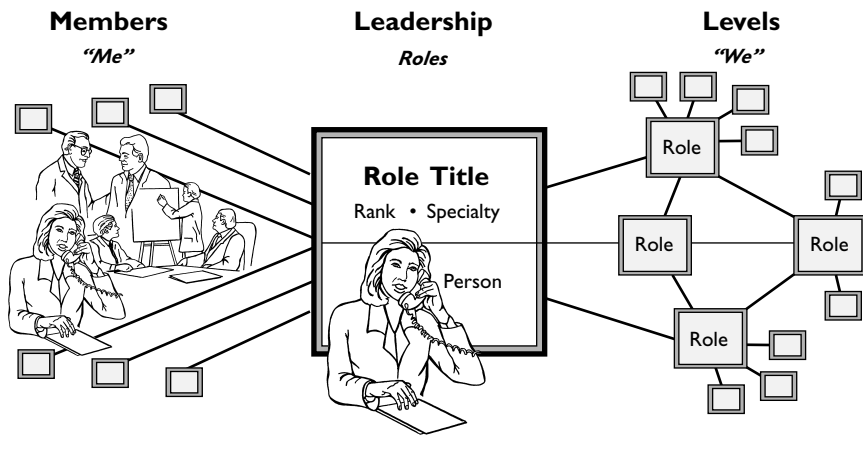 Members
Leadership
Levels
“Me”
Roles
“We”
Role
Role Title
Rank • Specialty
Role
Role
Person
Role